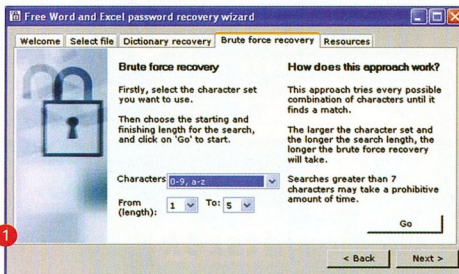 Free Word and Excel password recovery wizard
Welcome Select file Dictionary recovery Brute force recovery Resources
Brute force recovery
Firstly, select the character set
you want to use.
Then choose the starting and
finishing length for the search,
and click on 'Go' to start.
Characters 0-9, a-z
From
(length): 1 To: 5
How does this approach work?
This approach tries every possible
combination of characters until it
finds a match.
The larger the character set and
the longer the search length, the
longer the brute force recovery
will take.
Searches greater than 7
characters may take a prohibitive
amount of time.
Go
1
< Back Next >